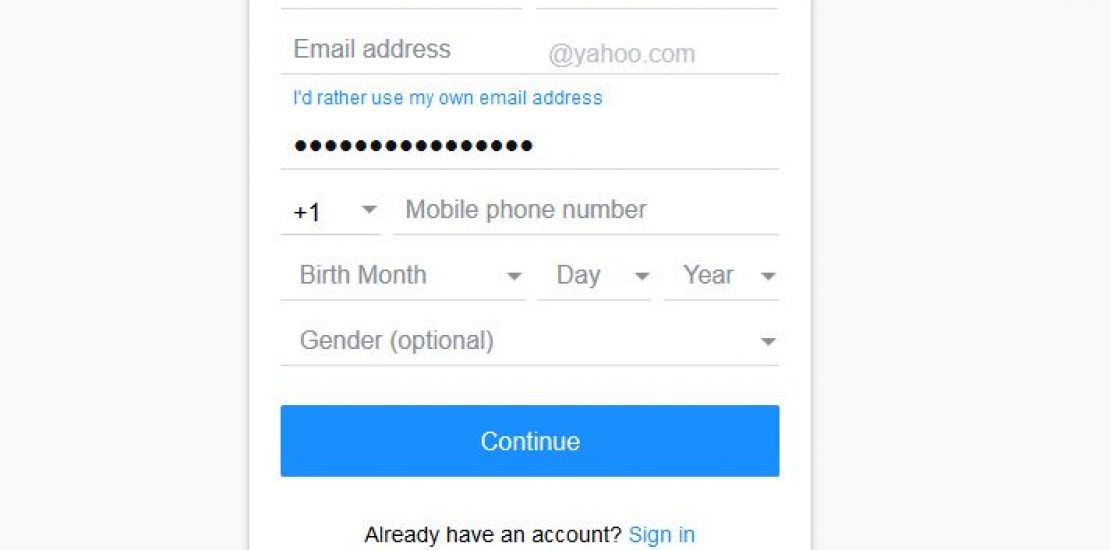 Email address @yahoo.com
I'd rather use my own email address
••••••••••••••••
+1 Mobile phone number
Birth Month Day Year
Gender (optional)
Continue
Already have an account? Sign in